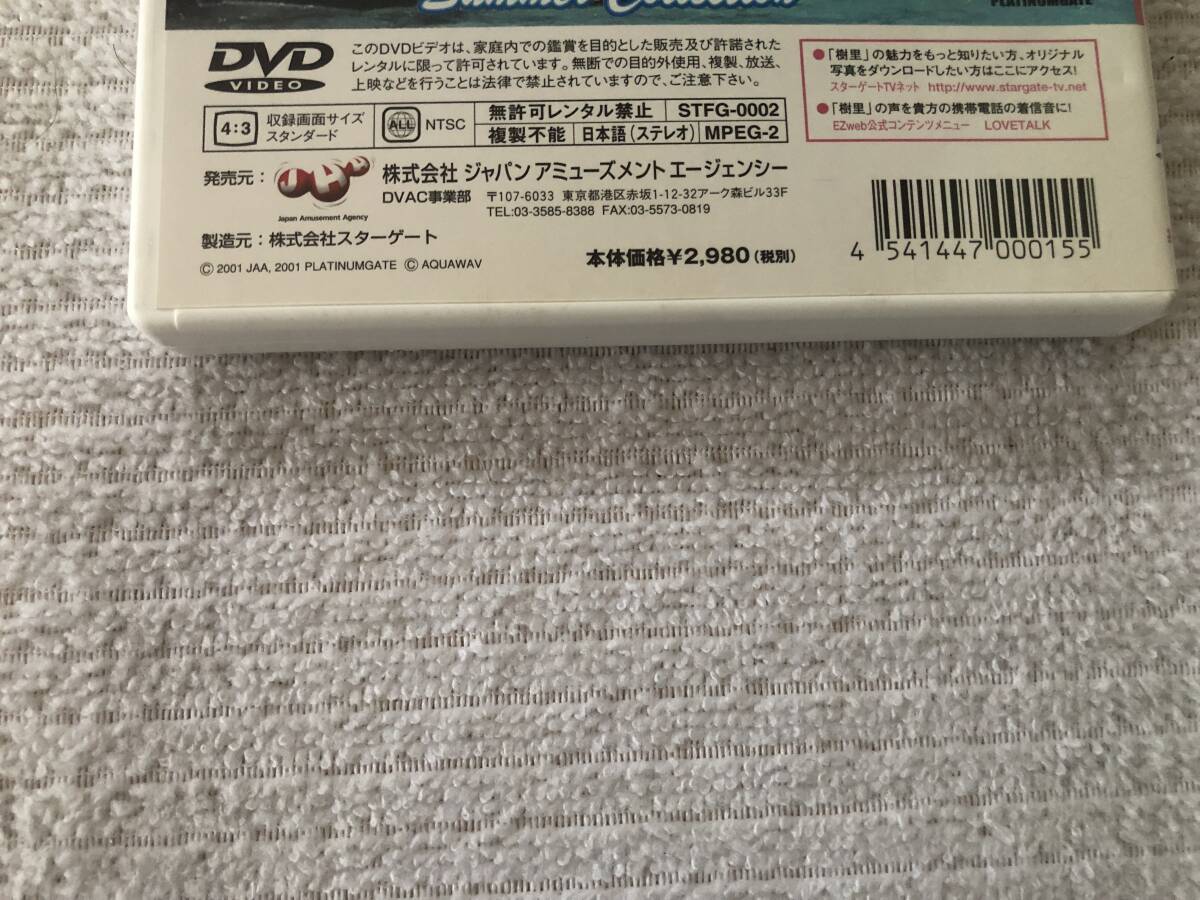 Summer Collection
PLATINUMGATE
DVD
VIDEO
このDVDビデオは、家庭内での鑑賞を目的とした販売及び許諾された
レンタルに限って許可されています。無断での目的外使用、複製、放送、
上映などを行うことは法律で禁止されていますので、ご注意下さい。
●「樹里」の魅力をもっと知りたい方、オリジナル
写真をダウンロードしたい方はここにアクセス!
スターゲートTVネット http://www.stargate-tv.net
●「樹里」の声を貴方の携帯電話の着信音に!
EZweb公式コンテンツメニュー LOVETALK
4:3 収録画面サイズ
スタンダード
ALL NTSC
無許可レンタル禁止 STFG-0002
複製不能 日本語(ステレオ) MPEG-2
発売元: JAA 株式会社 ジャパン アミューズメント エージェンシー
Japan Amusement Agency
DVAC事業部 〒107-6033 東京都港区赤坂1-12-32アーク森ビル33F
TEL:03-3585-8388 FAX:03-5573-0819
製造元:株式会社スターゲート
本体価格¥2,980(税別)
© 2001 JAA, 2001 PLATINUMGATE © AQUAWAV
4 541447 000155